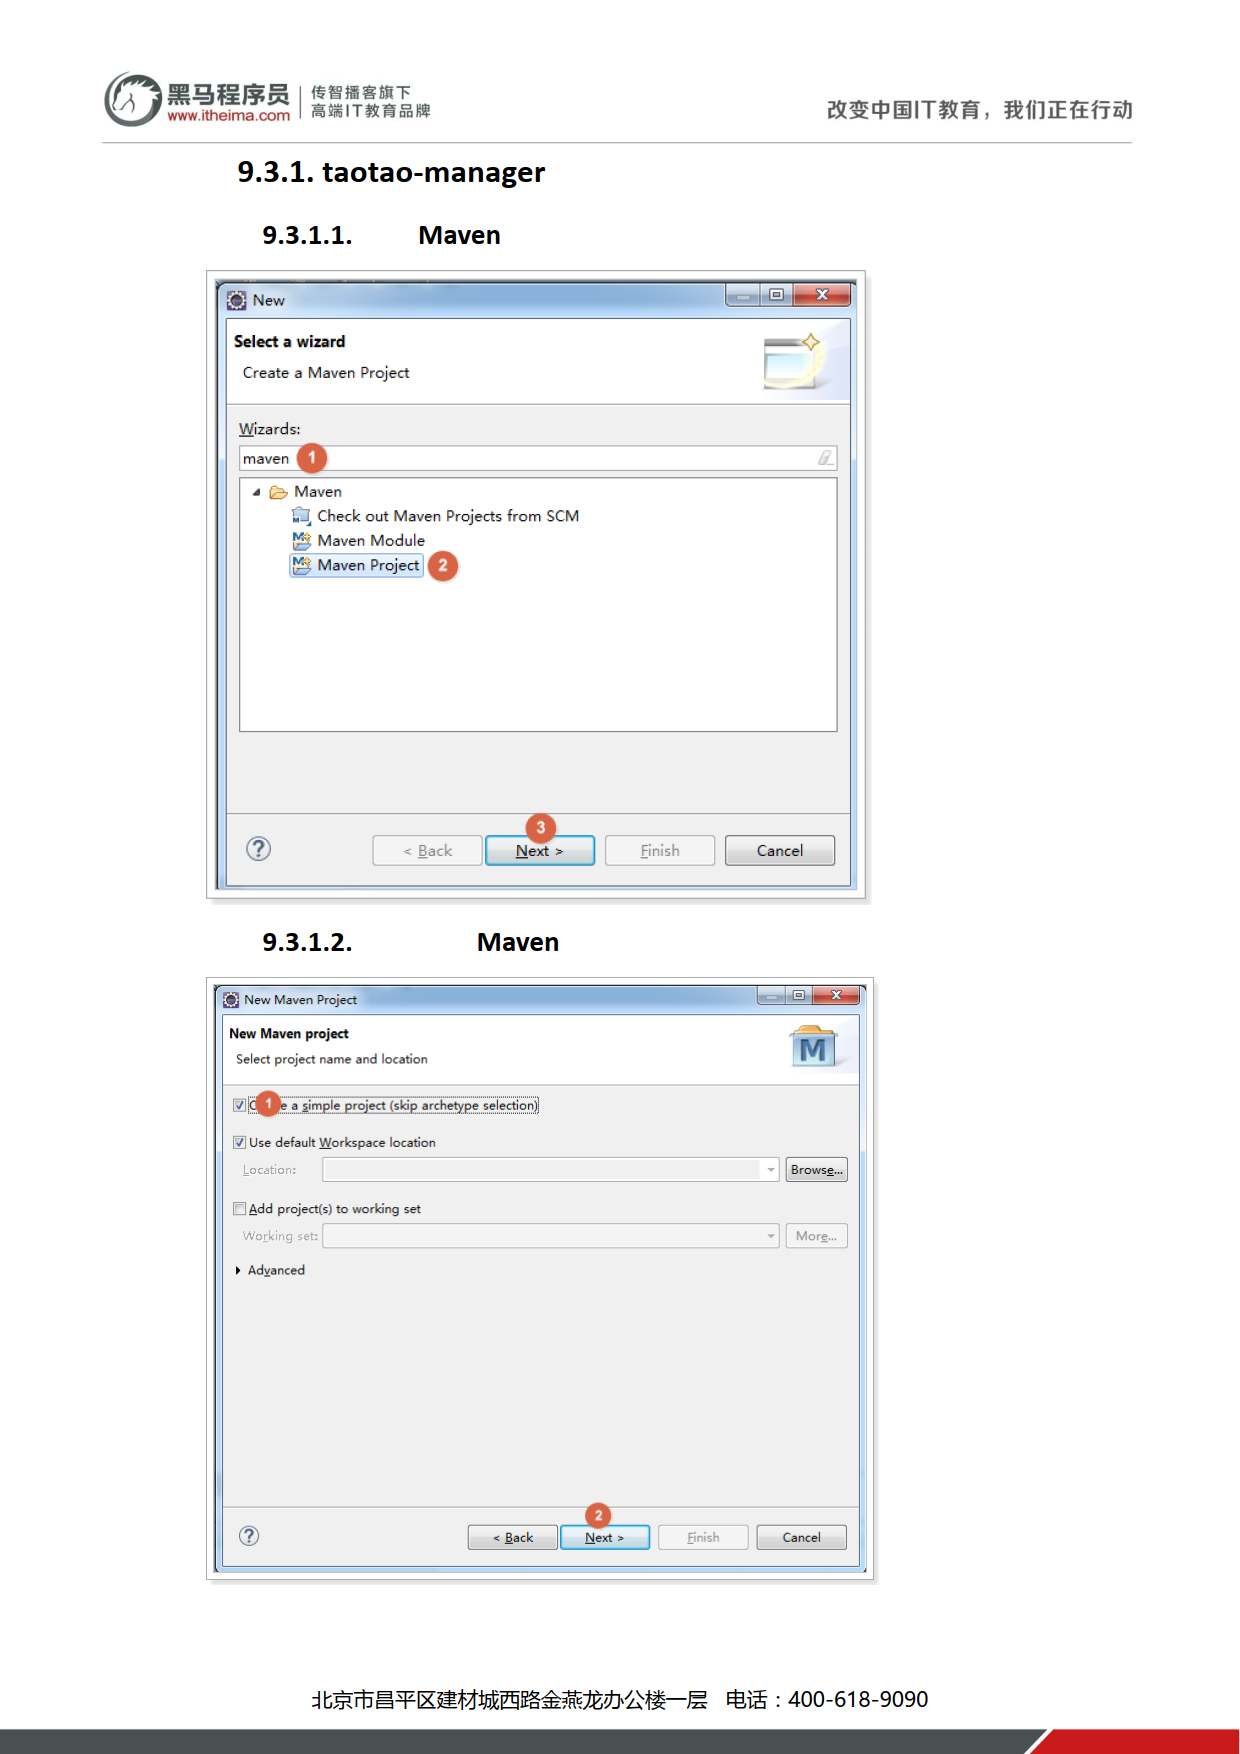 黑马程序员
www.itheima.com
传智播客旗下
高端IT教育品牌
改变中国IT教育，我们正在行动
9.3.1. taotao-manager
9.3.1.1. Maven
New
Select a wizard
Create a Maven Project
Wizards:
maven 1
Maven
Check out Maven Projects from SCM
Maven Module
Maven Project 2
3
< Back Next > Finish Cancel
9.3.1.2. Maven
New Maven Project
New Maven project
Select project name and location
1 a simple project (skip archetype selection)
Use default Workspace location
Location: Browse...
Add project(s) to working set
Working set: More...
Advanced
2
< Back Next > Finish Cancel
北京市昌平区建材城西路金燕龙办公楼一层 电话：400-618-9090